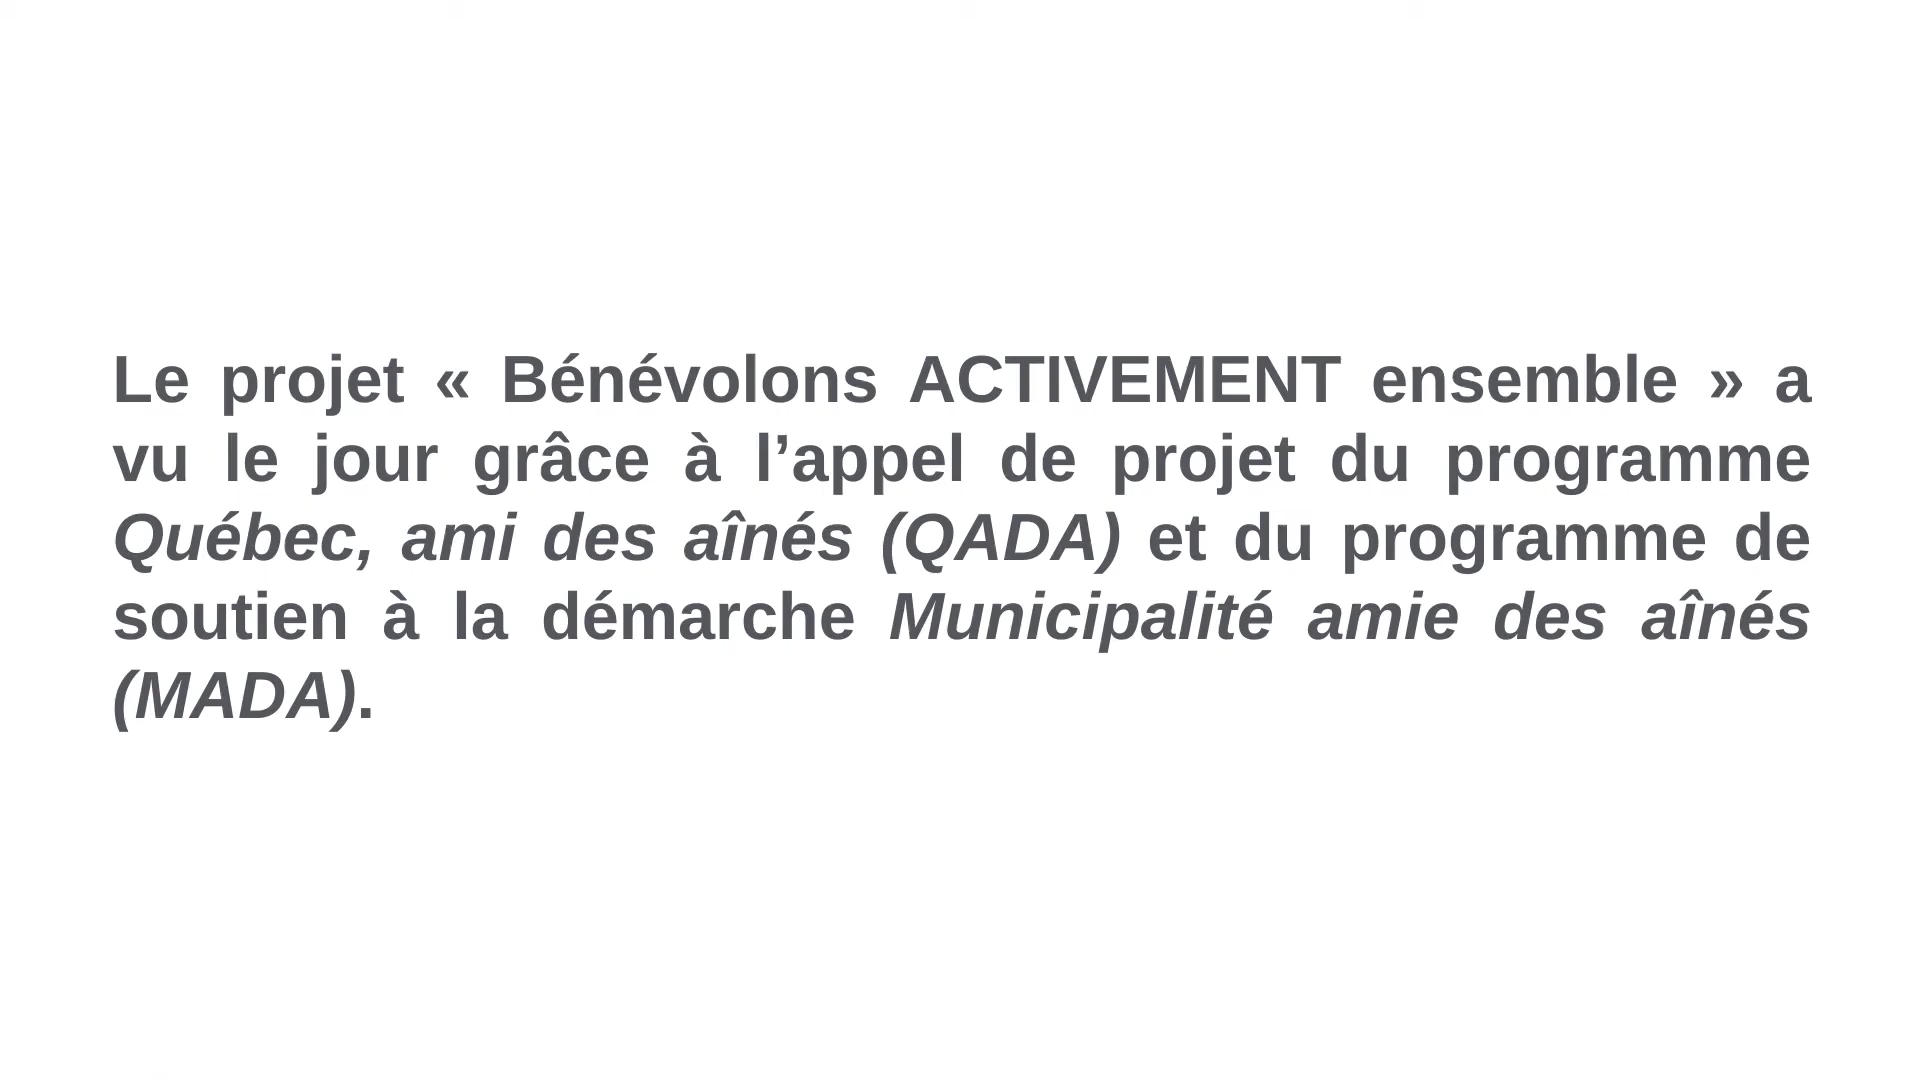 Le projet « Bénévolons ACTIVEMENT ensemble » a
vu le jour grâce à l’appel de projet du programme
Québec, ami des aînés (QADA) et du programme de
soutien à la démarche Municipalité amie des aînés
(MADA).